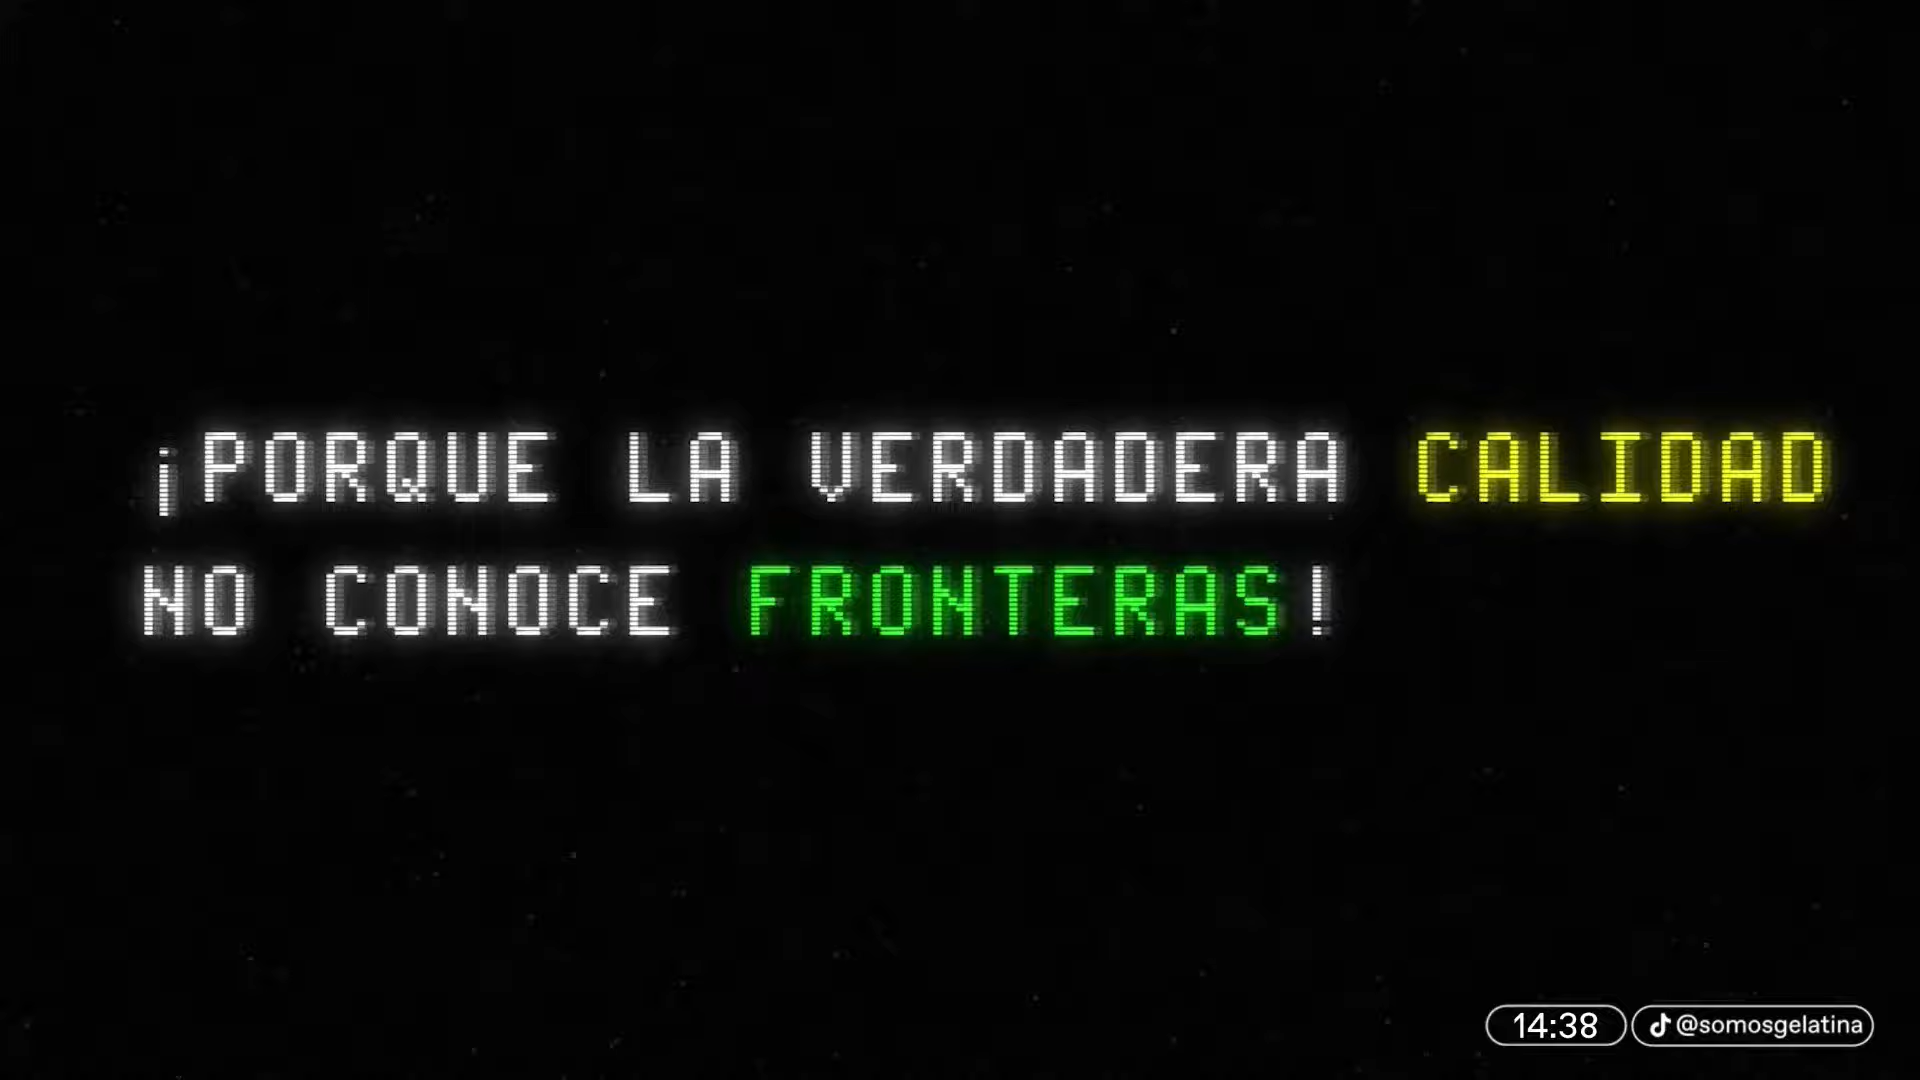 ¡PORQUE LA VERDADERA CALIDAD
NO CONOCE FRONTERAS!
14:38
@somosgelatina